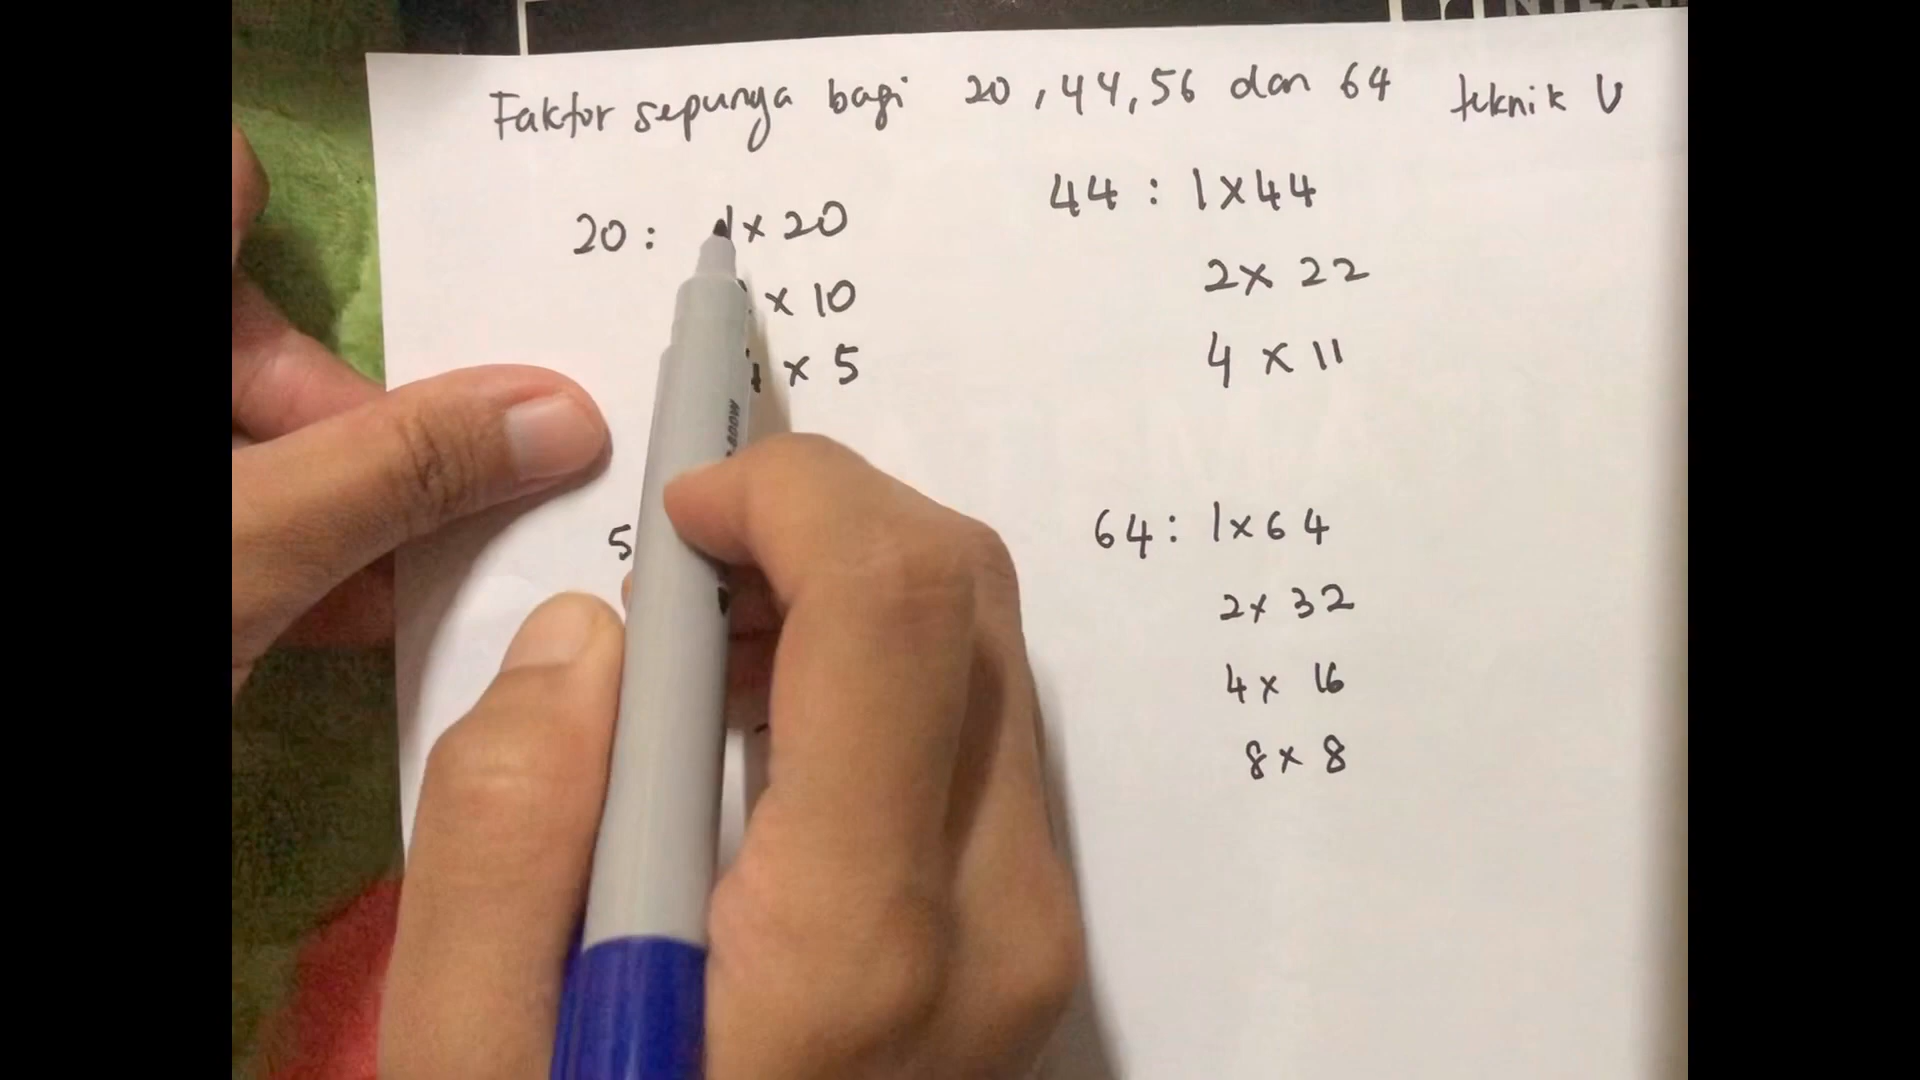 Faktor sepunya bagi 20, 44, 56 dan 64 teknik U
20: 1 x 20
x 10
x 5
44: 1 x 44
2 x 22
4 x 11
5
64: 1 x 64
2 x 32
4 x 16
8 x 8